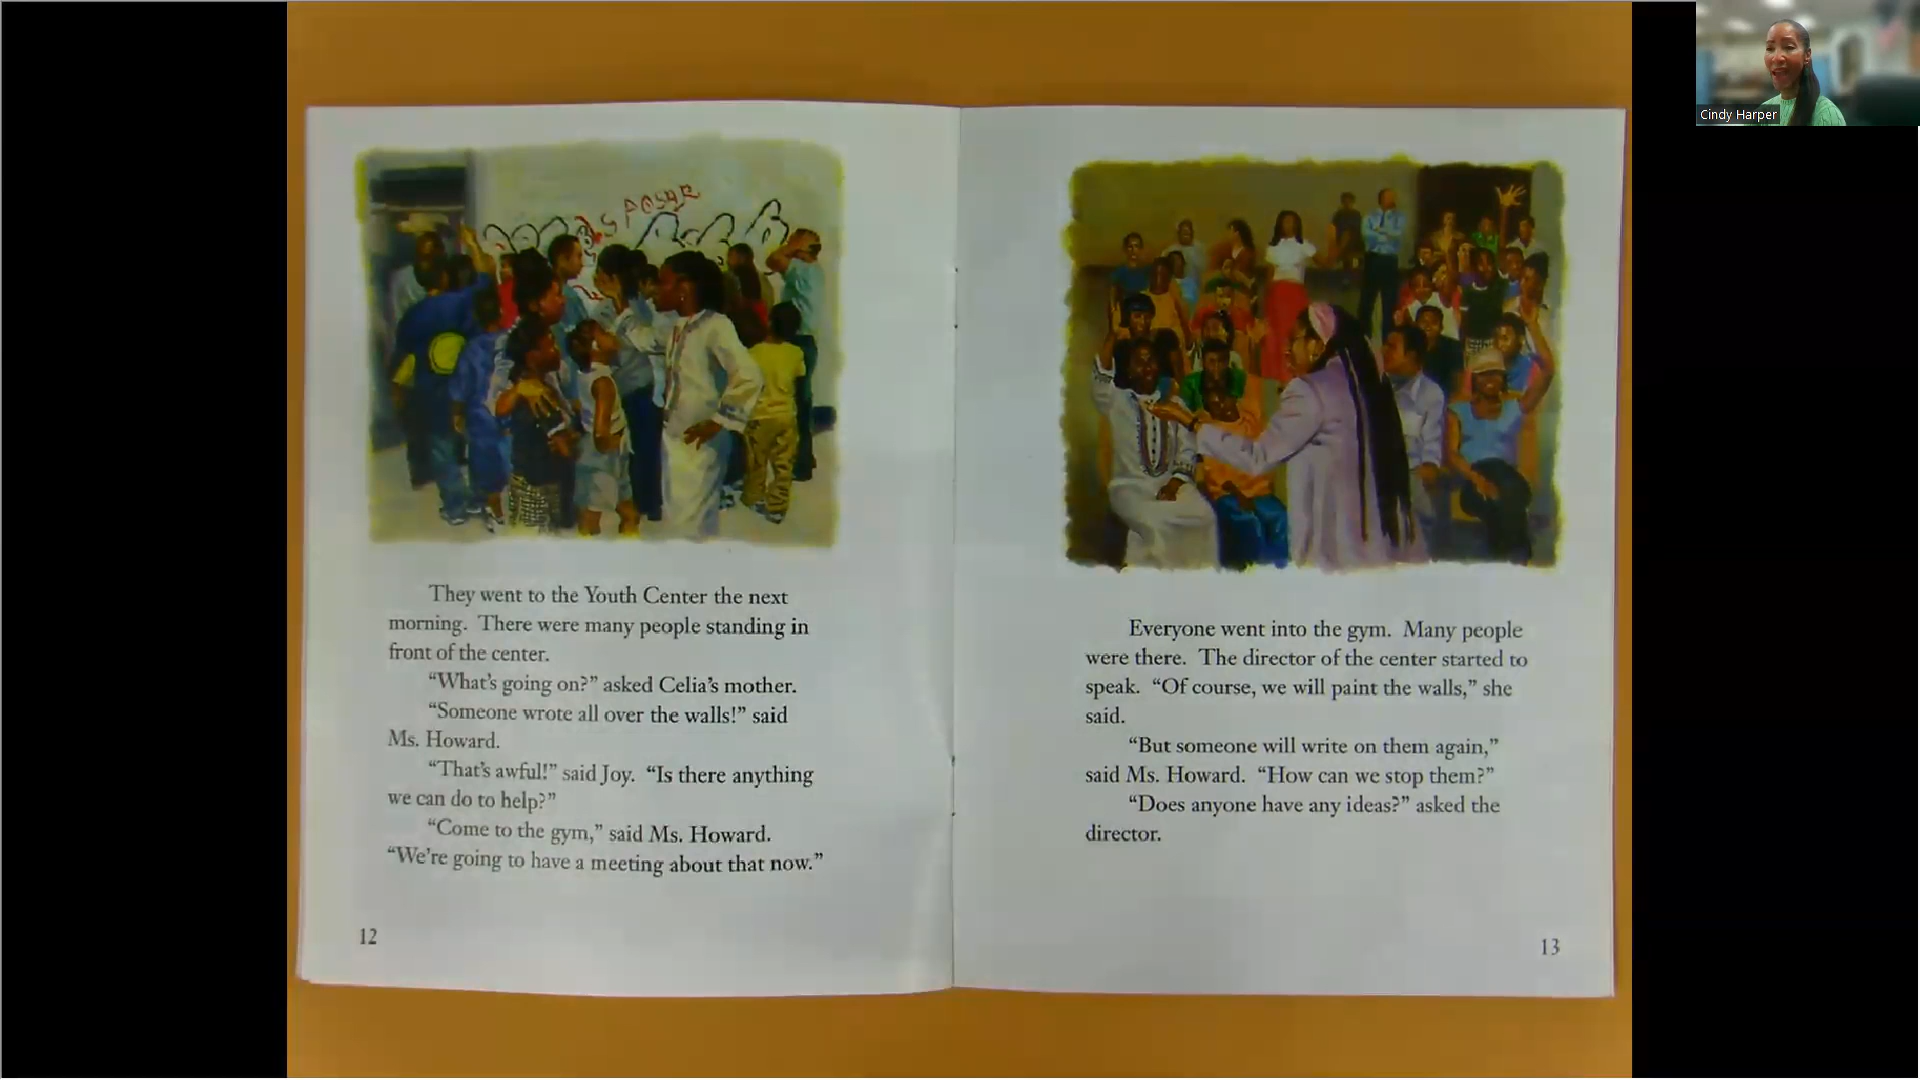 They went to the Youth Center the next
morning. There were many people standing in
front of the center.
“What’s going on?” asked Celia’s mother.
“Someone wrote all over the walls!” said
Ms. Howard.
“That’s awful!” said Joy. “Is there anything
we can do to help?”
“Come to the gym,” said Ms. Howard.
“We’re going to have a meeting about that now.”
12
Everyone went into the gym. Many people
were there. The director of the center started to
speak. “Of course, we will paint the walls,” she
said.
“But someone will write on them again,”
said Ms. Howard. “How can we stop them?”
“Does anyone have any ideas?” asked the
director.
13
Cindy Harper